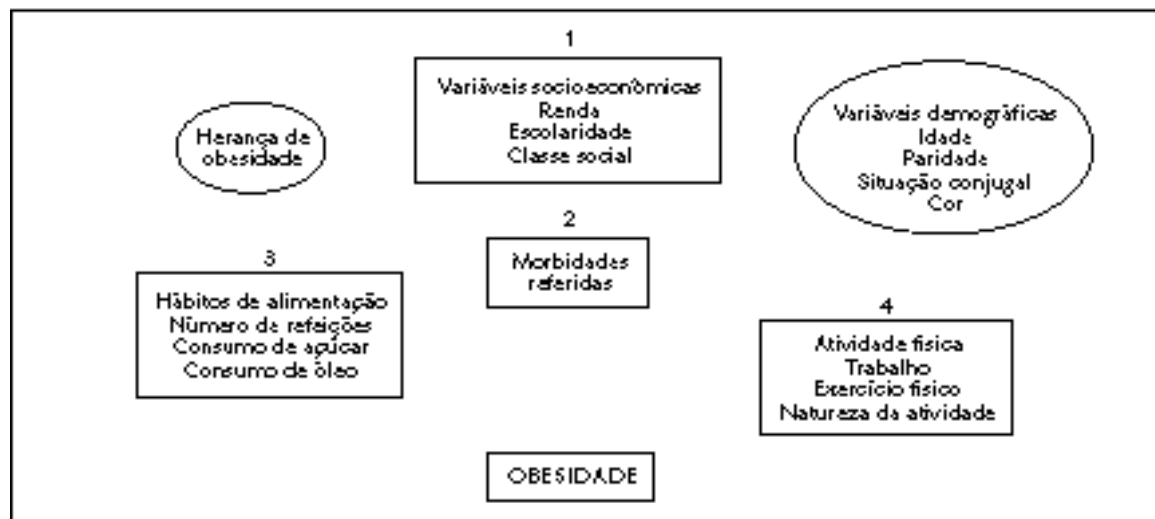 1
Variáveis socioeconômicas
Renda
Escolaridade
Classe social
Herança de
obesidade
Variáveis demográficas
Idade
Paridade
Situação conjugal
Cor
2
Morbidades
referidas
3
Hábitos de alimentação
Número de refeições
Consumo de açúcar
Consumo de óleo
4
Atividade física
Trabalho
Exercício físico
Natureza da atividade
OBESIDADE